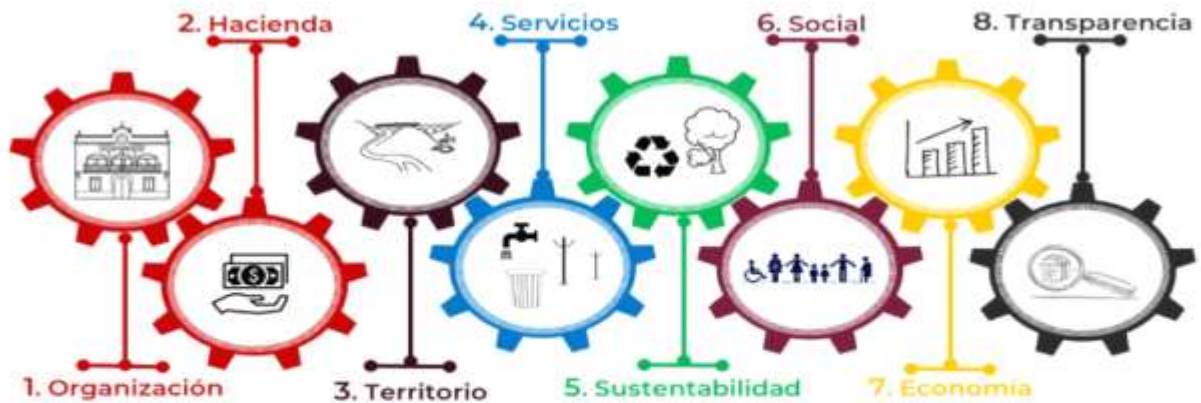 2. Hacienda
4. Servicios
6. Social
8. Transparencia
$
1. Organización
3. Territorio
5. Sustentabilidad
7. Economía